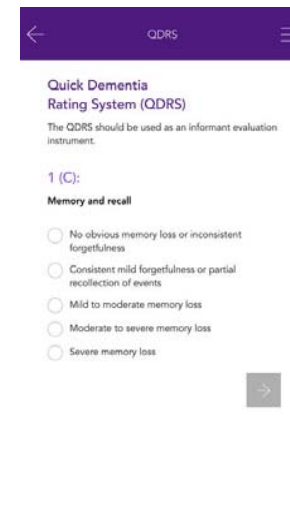 QDRS
Quick Dementia
Rating System (QDRS)
The QDRS should be used as an informant evaluation
instrument.
1 (C):
Memory and recall
No obvious memory loss or inconsistent
forgetfulness
Consistent mild forgetfulness or partial
recollection of events
Mild to moderate memory loss
Moderate to severe memory loss
Severe memory loss